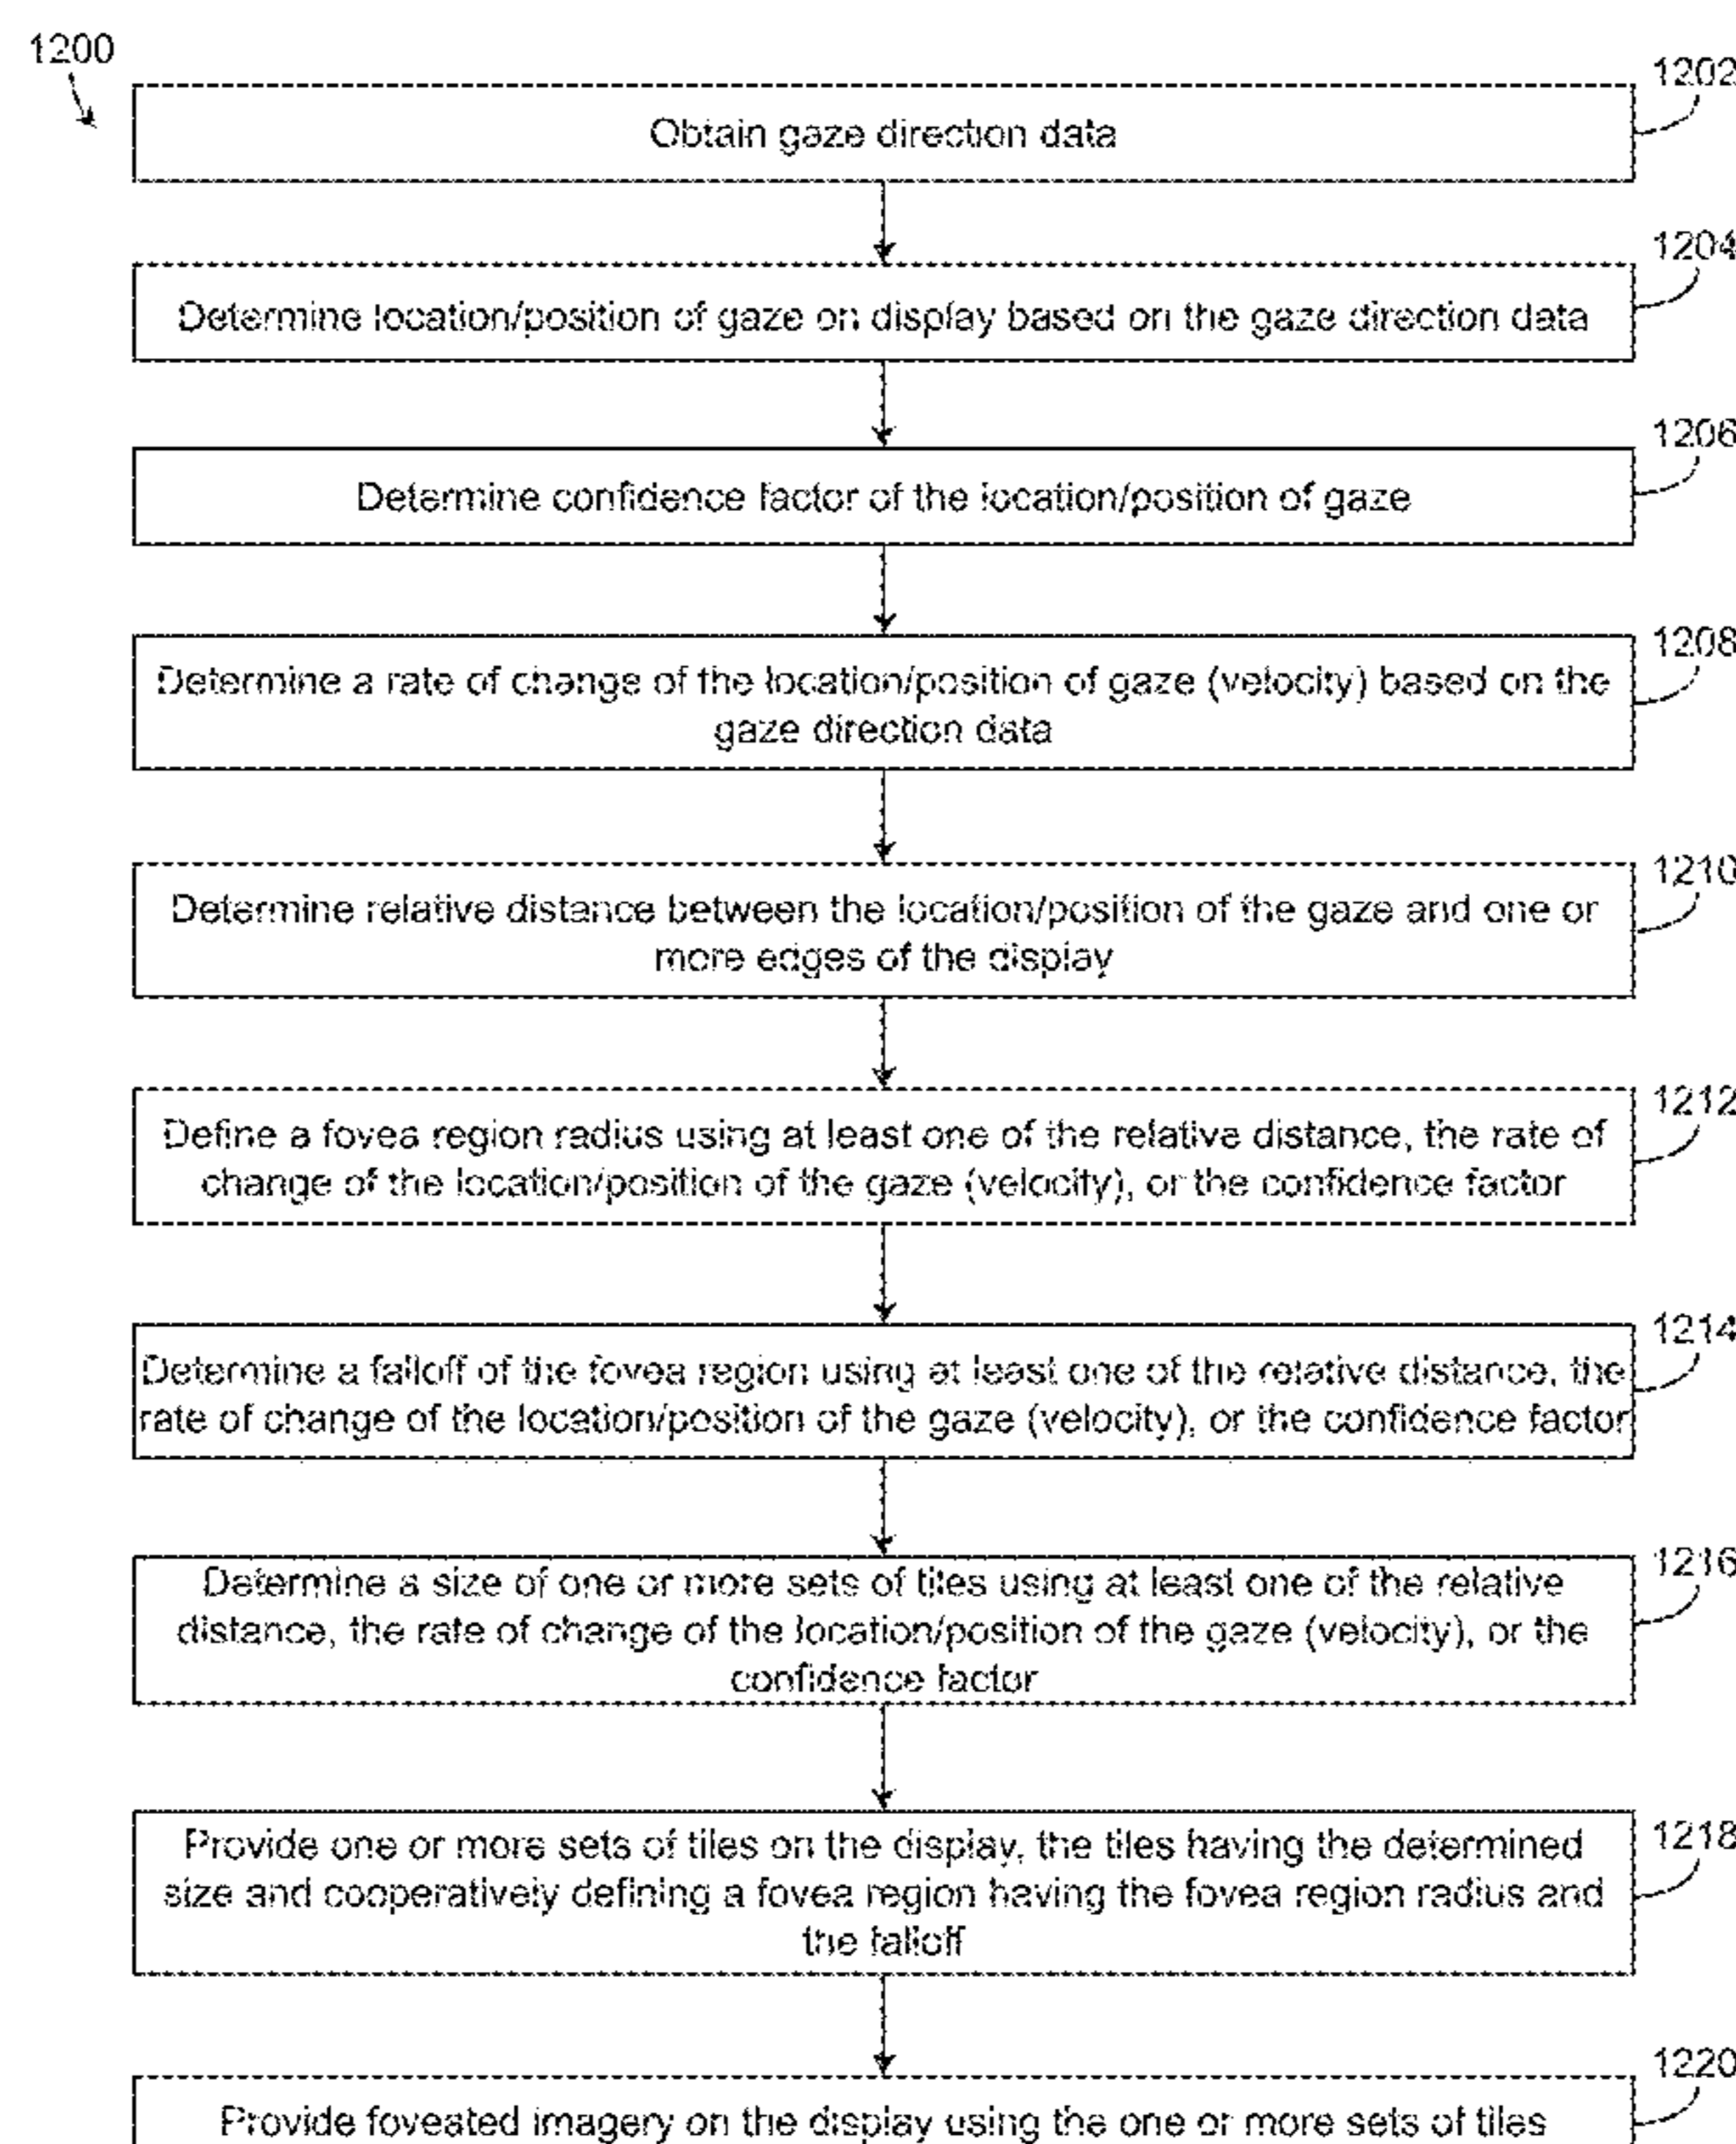 1200
1202
Obtain gaze direction data
1204
Determine location/position of gaze on display based on the gaze direction data
1206
Determine confidence factor of the location/position of gaze
1208
Determine a rate of change of the location/position of gaze (velocity) based on the
gaze direction data
1210
Determine relative distance between the location/position of the gaze and one or
more edges of the display
1212
Define a fovea region radius using at least one of the relative distance, the rate of
change of the location/position of the gaze (velocity), or the confidence factor
1214
Determine a falloff of the fovea region using at least one of the relative distance, the
rate of change of the location/position of the gaze (velocity), or the confidence factor
1216
Determine a size of one or more sets of tiles using at least one of the relative
distance, the rate of change of the location/position of the gaze (velocity), or the
confidence factor
1218
Provide one or more sets of tiles on the display, the tiles having the determined
size and cooperatively defining a fovea region having the fovea region radius and
the falloff
1220
Provide foveated imagery on the display using the one or more sets of tiles